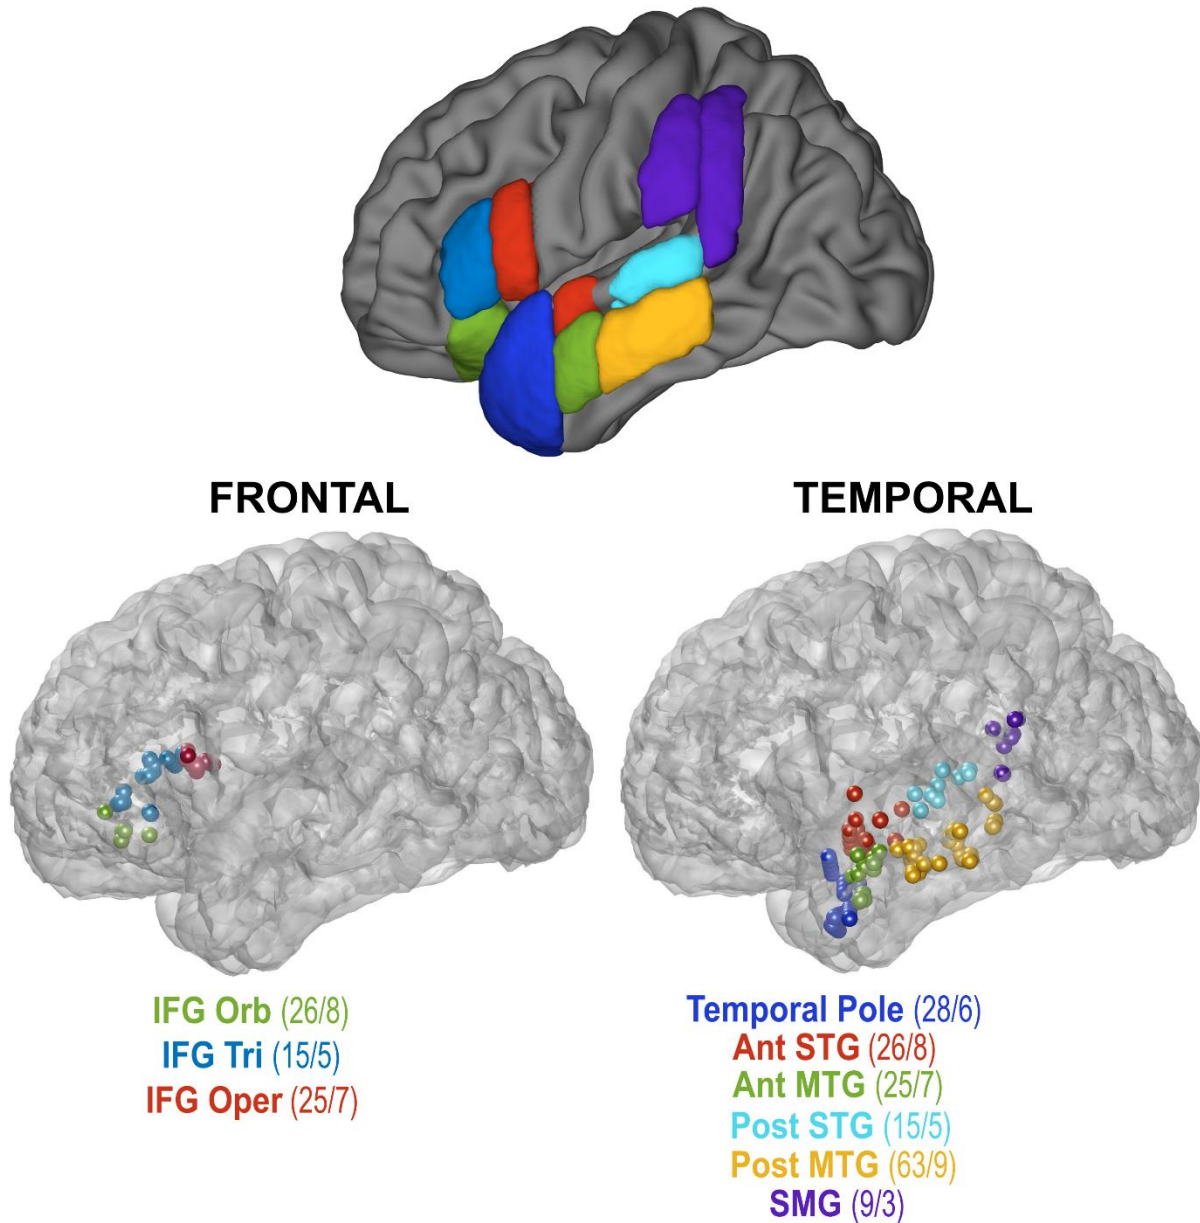 FRONTAL
TEMPORAL
IFG Orb (26/8)
IFG Tri (15/5)
IFG Oper (25/7)
Temporal Pole (28/6)
Ant STG (26/8)
Ant MTG (25/7)
Post STG (15/5)
Post MTG (63/9)
SMG (9/3)